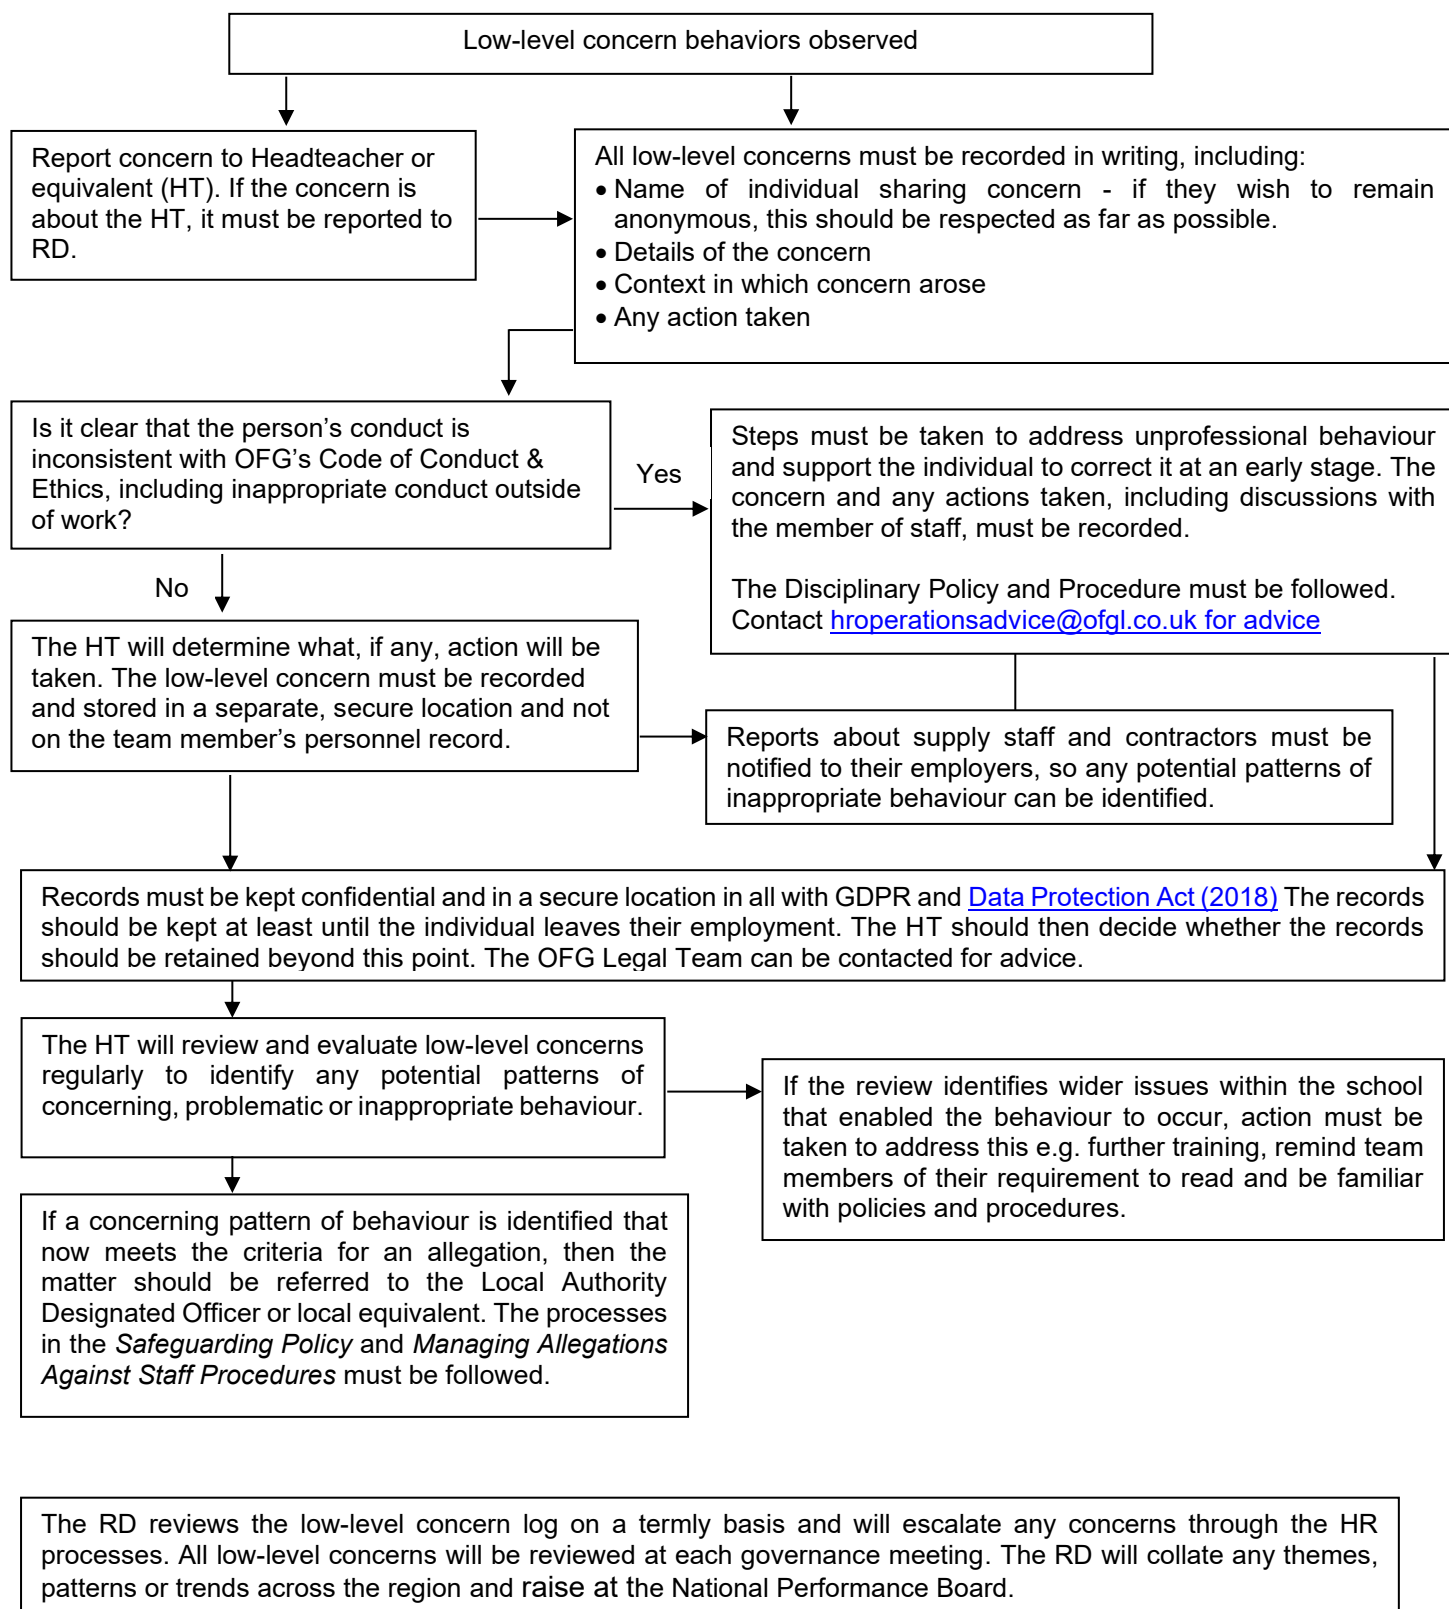 Low-level concern behaviors observed
Report concern to Headteacher or
equivalent (HT). If the concern is
about the HT, it must be reported to
RD.
All low-level concerns must be recorded in writing, including:
• Name of individual sharing concern - if they wish to remain
anonymous, this should be respected as far as possible.
• Details of the concern
• Context in which concern arose
• Any action taken
Is it clear that the person's conduct is
inconsistent with OFG's Code of Conduct &
Ethics, including inappropriate conduct outside
of work?
Yes
Steps must be taken to address unprofessional behaviour
and support the individual to correct it at an early stage. The
concern and any actions taken, including discussions with
the member of staff, must be recorded.
The Disciplinary Policy and Procedure must be followed.
Contact hroperationsadvice@ofgl.co.uk for advice
No
The HT will determine what, if any, action will be
taken. The low-level concern must be recorded
and stored in a separate, secure location and not
on the team member's personnel record.
Reports about supply staff and contractors must be
notified to their employers, so any potential patterns of
inappropriate behaviour can be identified.
Records must be kept confidential and in a secure location in all with GDPR and Data Protection Act (2018) The records
should be kept at least until the individual leaves their employment. The HT should then decide whether the records
should be retained beyond this point. The OFG Legal Team can be contacted for advice.
The HT will review and evaluate low-level concerns
regularly to identify any potential patterns of
concerning, problematic or inappropriate behaviour.
If the review identifies wider issues within the school
that enabled the behaviour to occur, action must be
taken to address this e.g. further training, remind team
members of their requirement to read and be familiar
with policies and procedures.
If a concerning pattern of behaviour is identified that
now meets the criteria for an allegation, then the
matter should be referred to the Local Authority
Designated Officer or local equivalent. The processes
in the Safeguarding Policy and Managing Allegations
Against Staff Procedures must be followed.
The RD reviews the low-level concern log on a termly basis and will escalate any concerns through the HR
processes. All low-level concerns will be reviewed at each governance meeting. The RD will collate any themes,
patterns or trends across the region and raise at the National Performance Board.